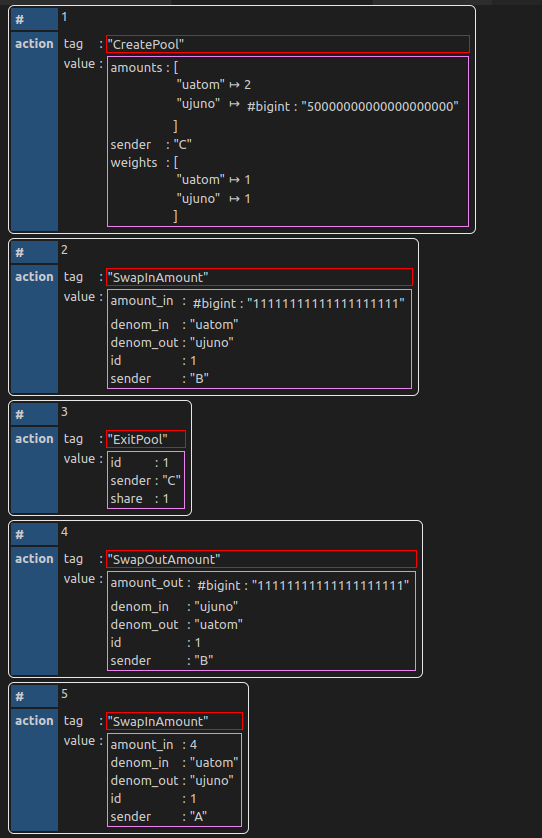 # 1
action tag : "CreatePool"
value : amounts : [
"uatom" ↦ 2
"ujuno" ↦ #bigint : "50000000000000000000"
]
sender : "C"
weights : [
"uatom" ↦ 1
"ujuno" ↦ 1
]
# 2
action tag : "SwapInAmount"
value : amount_in : #bigint : "11111111111111111111"
denom_in : "uatom"
denom_out : "ujuno"
id : 1
sender : "B"
# 3
action tag : "ExitPool"
value : id : 1
sender : "C"
share : 1
# 4
action tag : "SwapOutAmount"
value : amount_out : #bigint : "11111111111111111111"
denom_in : "ujuno"
denom_out : "uatom"
id : 1
sender : "B"
# 5
action tag : "SwapInAmount"
value : amount_in : 4
denom_in : "uatom"
denom_out : "ujuno"
id : 1
sender : "A"